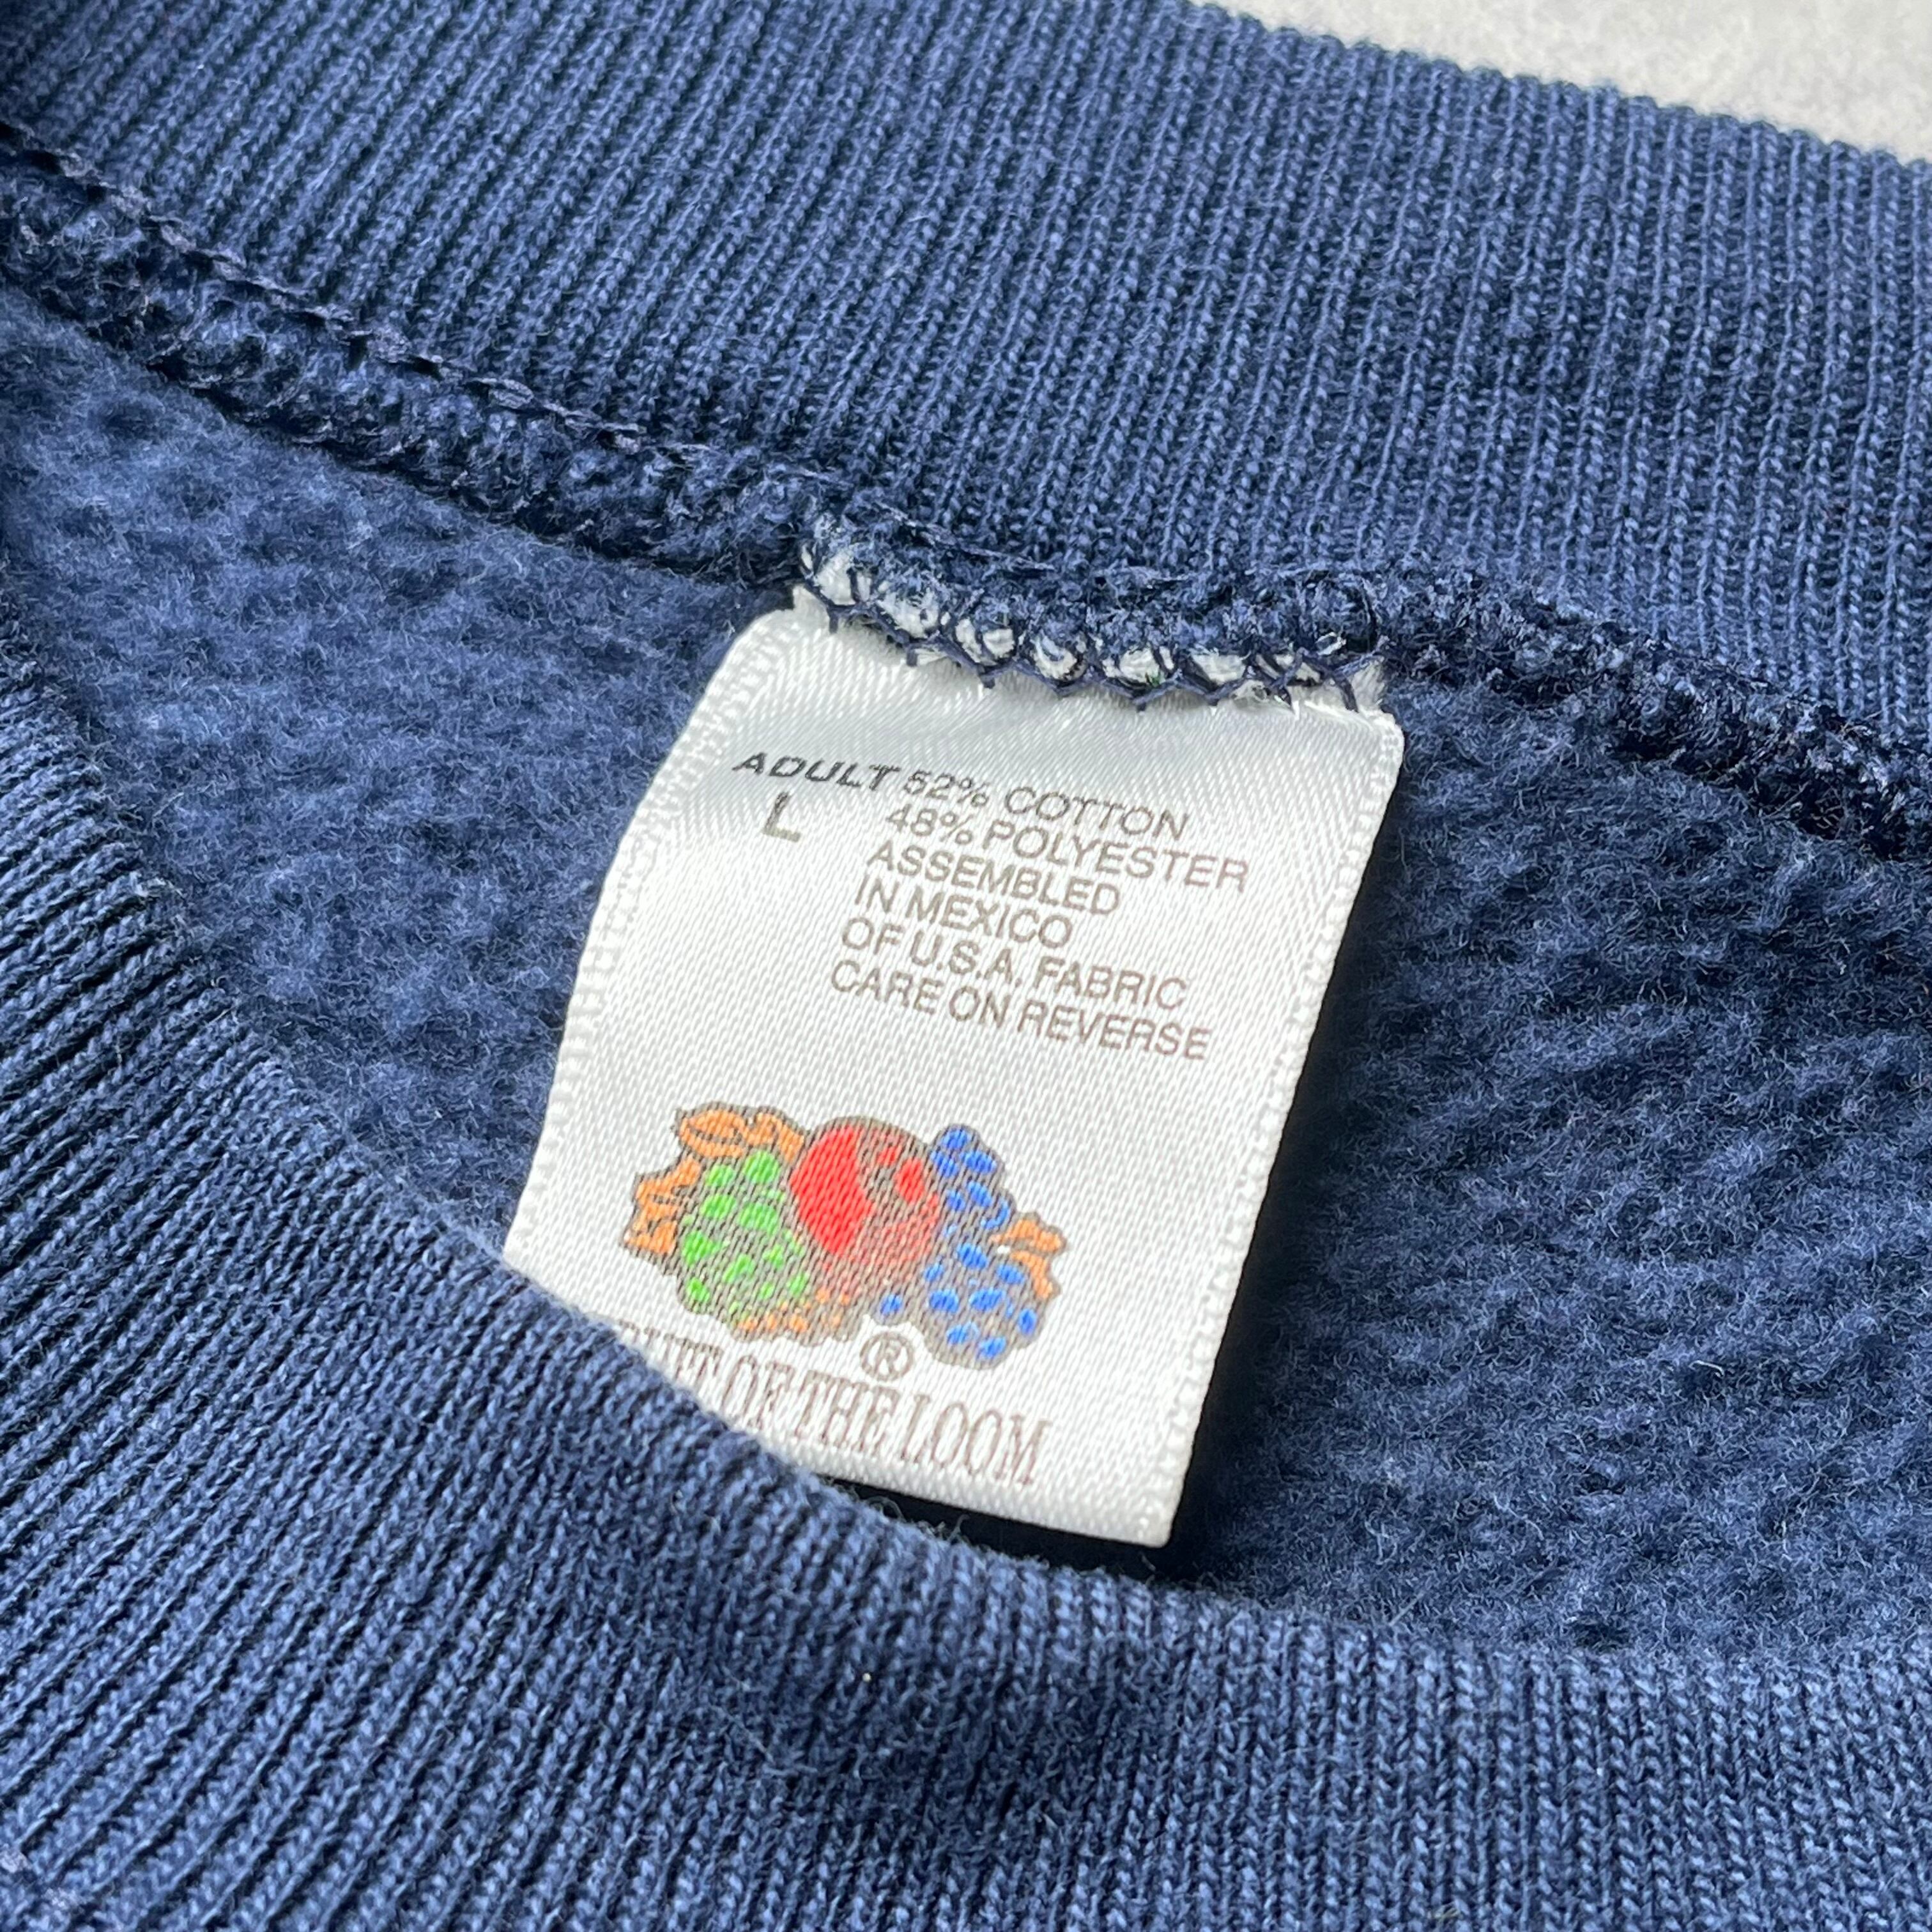 ADULT 52% COTTON
L 48% POLYESTER
ASSEMBLED
IN MEXICO
OF U.S.A. FABRIC
CARE ON REVERSE
®
OF THE LOOM